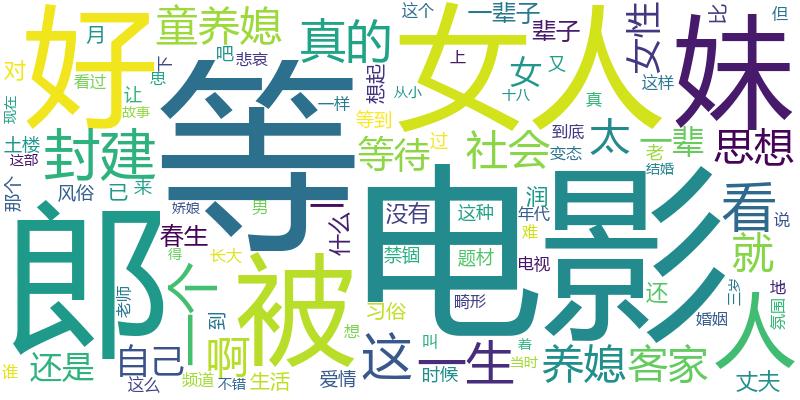 好
童养媳
月
吧
悲哀
真的
女人
这个
一辈子
辈子
女性
妹
比
但
对
看过
思
让
故事
等
一样
想起
从小
上
女
又
十八
真
这样
现在
土楼
这部
封建
等到
等待
过
社会
到底
变态
太
一辈
老
结婚
思想
那个
风俗
已
来
娇娘
男
一
没有
这种
润
年代
难
看
说
郎
春生
什么
禁锢
题材
电视
电影
就
三岁
地
得
长大
个
被
畸形
还
婚姻
氛围
老师
到
习俗
想
人
谁
还是
自己
啊
这
叫
一生
着
当时
养媳
客家
丈夫
这么
频道
不错
生活
爱情
时候